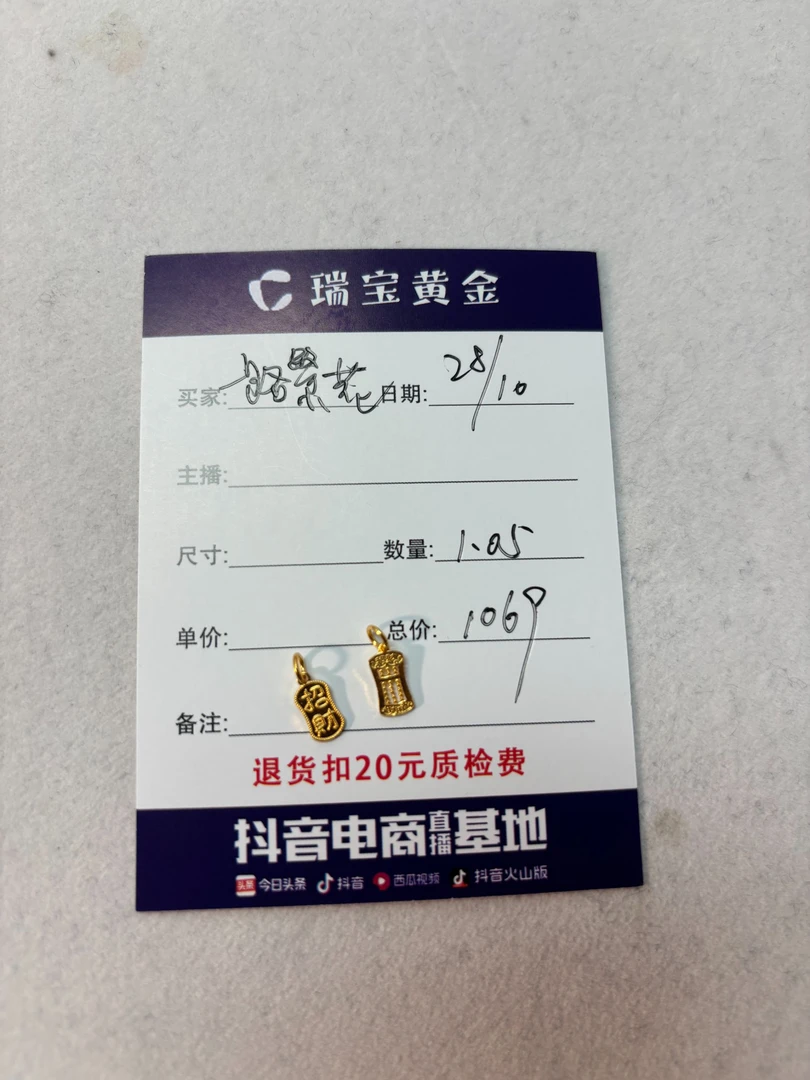 瑞宝黄金
买家: 日期: 28/10
主播:
尺寸: 数量: 1.05
单价: 总价: 1069
招财
备注:
退货扣20元质检费
抖音电商直播基地
头条 今日头条 抖音 西瓜视频 抖音火山版